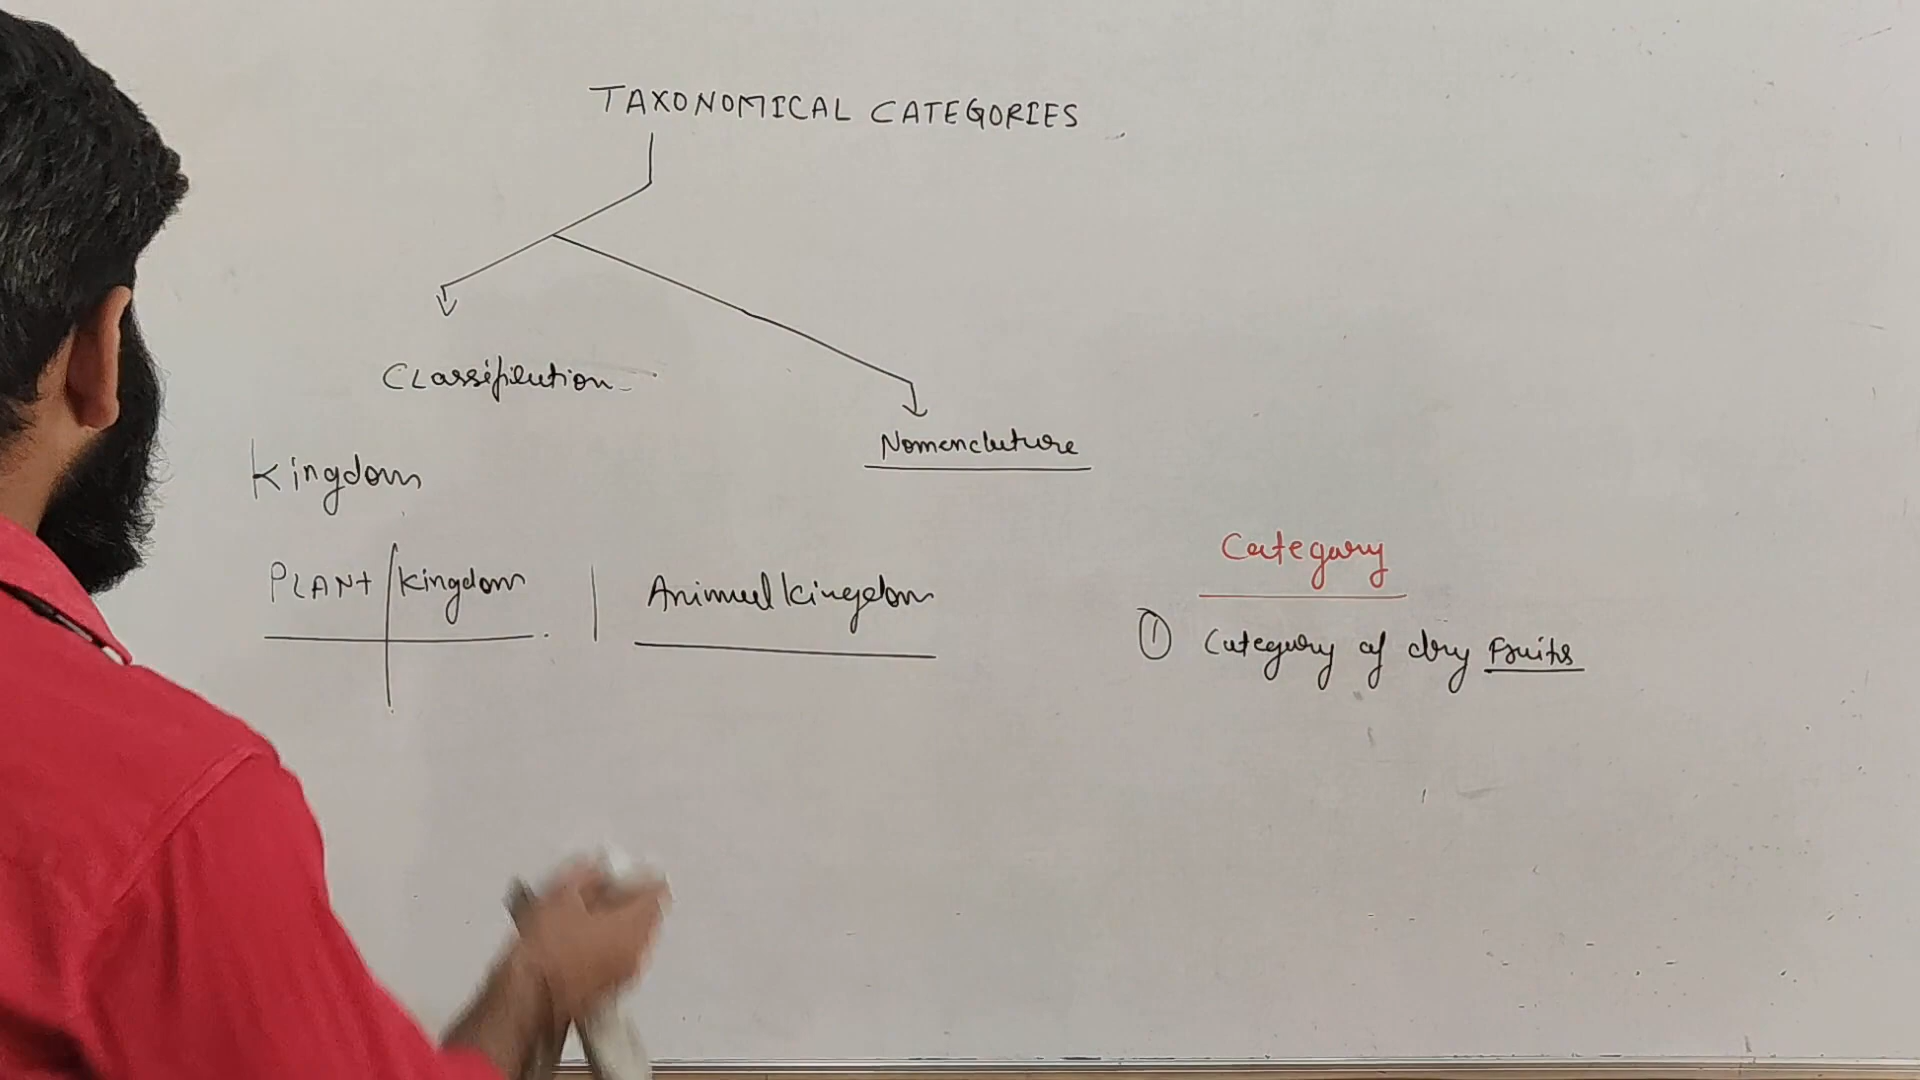 TAXONOMICAL CATEGORIES
Classification
Nomenclature
Kingdom
PLANT Kingdom | Animal Kingdom
Category
① Category of dry Fruits